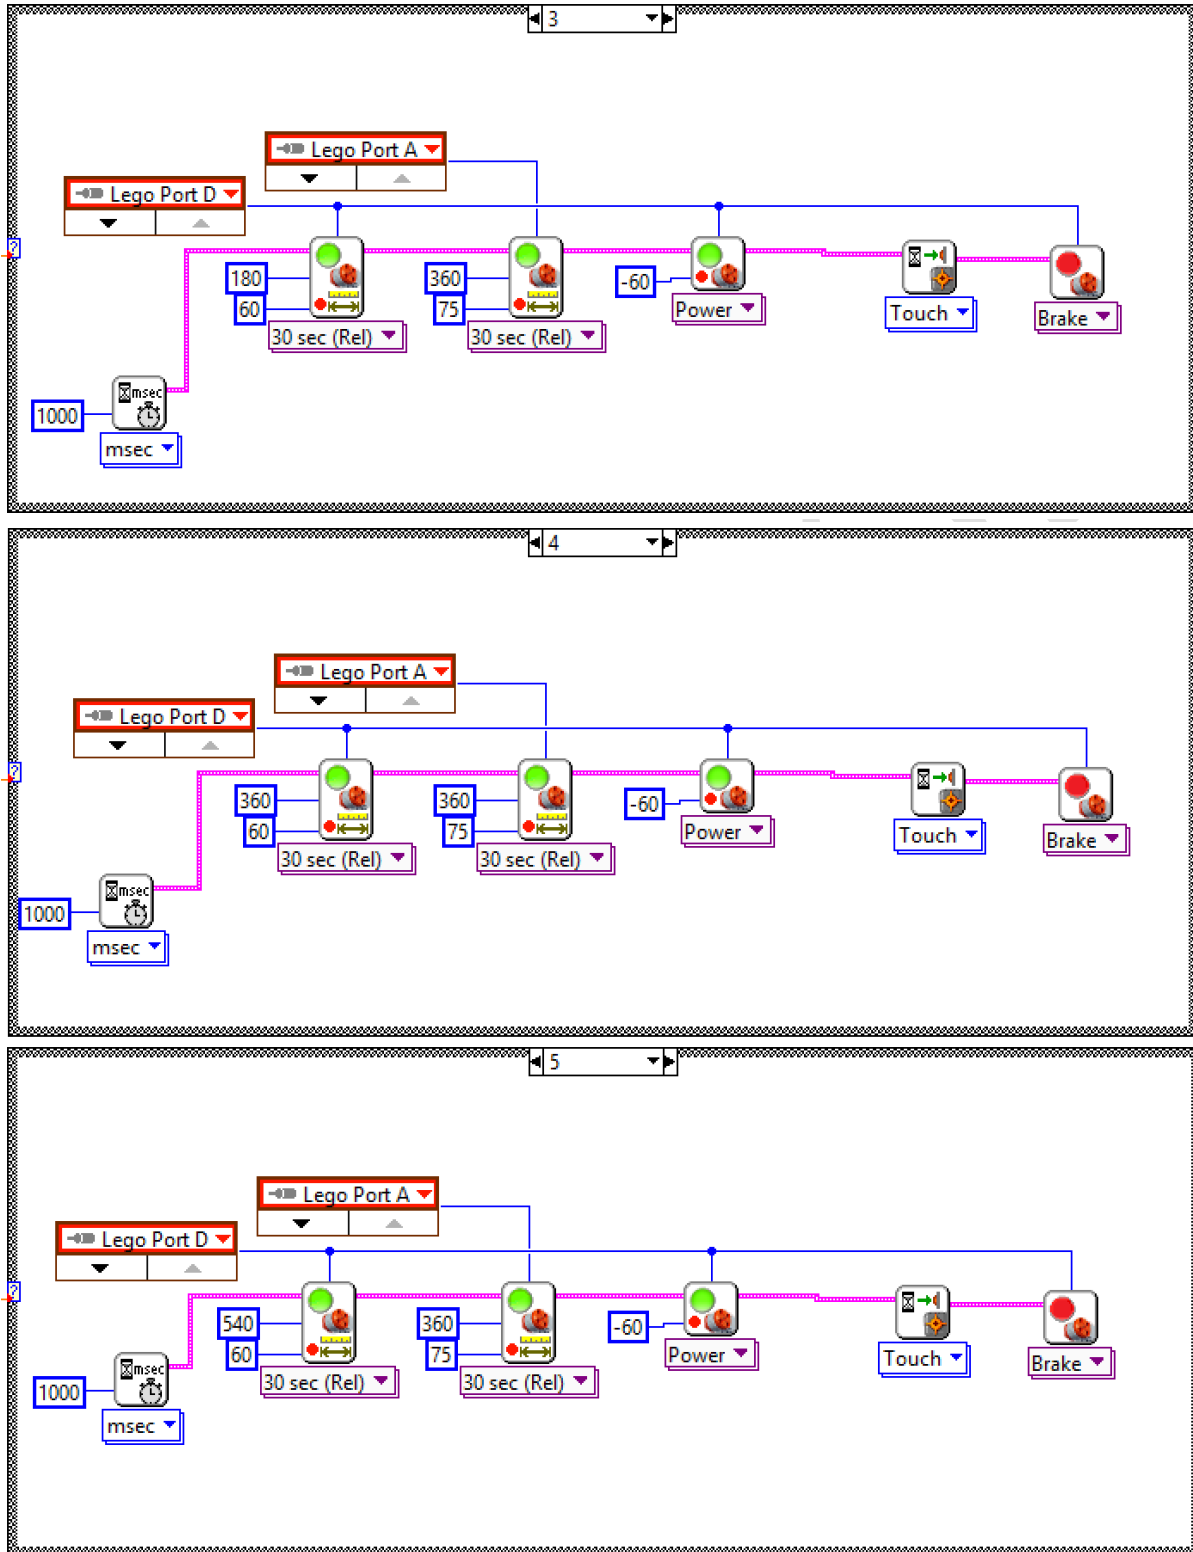 3
Lego Port A
Lego Port D
?
180
360
-60
60
75
Power
Touch
Brake
30 sec (Rel)
30 sec (Rel)
msec
1000
msec
4
Lego Port A
Lego Port D
?
360
360
-60
60
75
Power
Touch
Brake
30 sec (Rel)
30 sec (Rel)
msec
1000
msec
5
Lego Port A
Lego Port D
?
540
360
-60
60
75
Power
Touch
Brake
30 sec (Rel)
30 sec (Rel)
msec
1000
msec